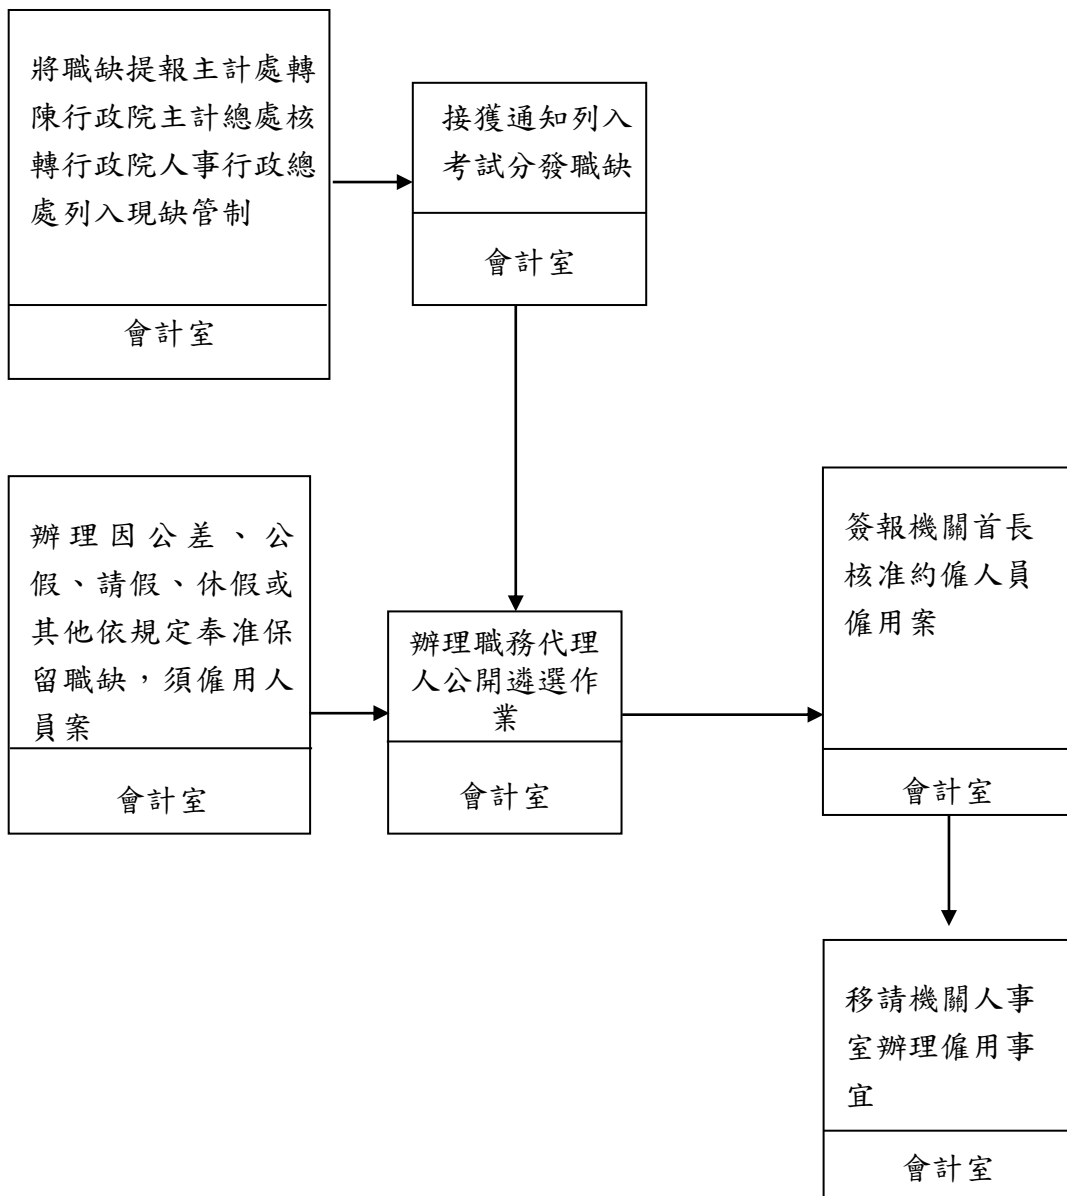 將職缺提報主計處轉
陳行政院主計總處核
轉行政院人事行政總
處列入現缺管制
會計室
接獲通知列入
考試分發職缺
會計室
辦理因公差、公
假、請假、休假或
其他依規定奉准保
留職缺，須僱用人
員案
會計室
辦理職務代理
人公開遴選作
業
會計室
簽報機關首長
核准約僱人員
僱用案
會計室
移請機關人事
室辦理僱用事
宜
會計室